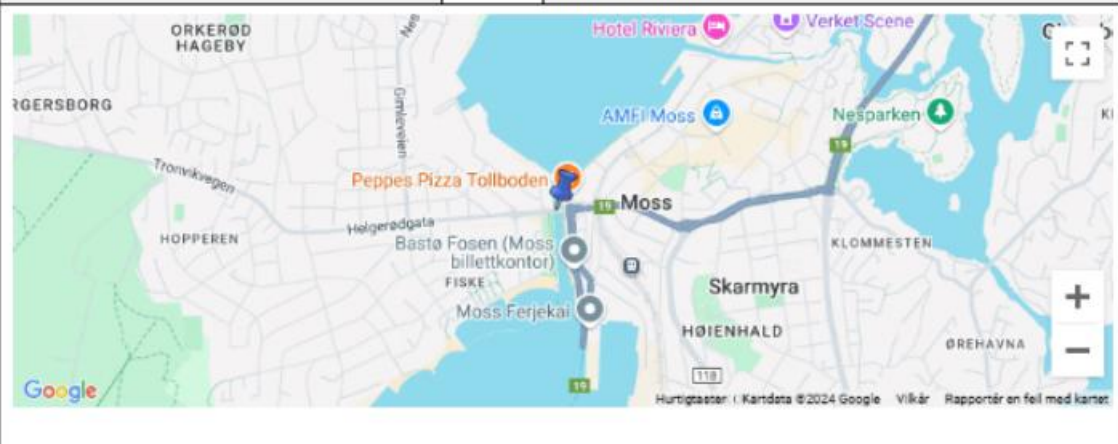 ORKERØD
HAGEBY
Hotel Riviera
Verket Scene
RGERSBORG
Gimleveien
AMFI Moss
Nesparken
19
Tronvikvegen
Peppes Pizza Tollboden
19
Moss
Helgerødgata
HOPPEREN
Bastø Fosen (Moss
billettkontor)
KLOMMESTEN
FISKE
Skarmyra
Moss Ferjekai
HØIENHALD
ØREHAVNA
118
19
Google
Hurtigtaster
Kartdata ©2024 Google
Vilkår
Rapportér en feil med kartet